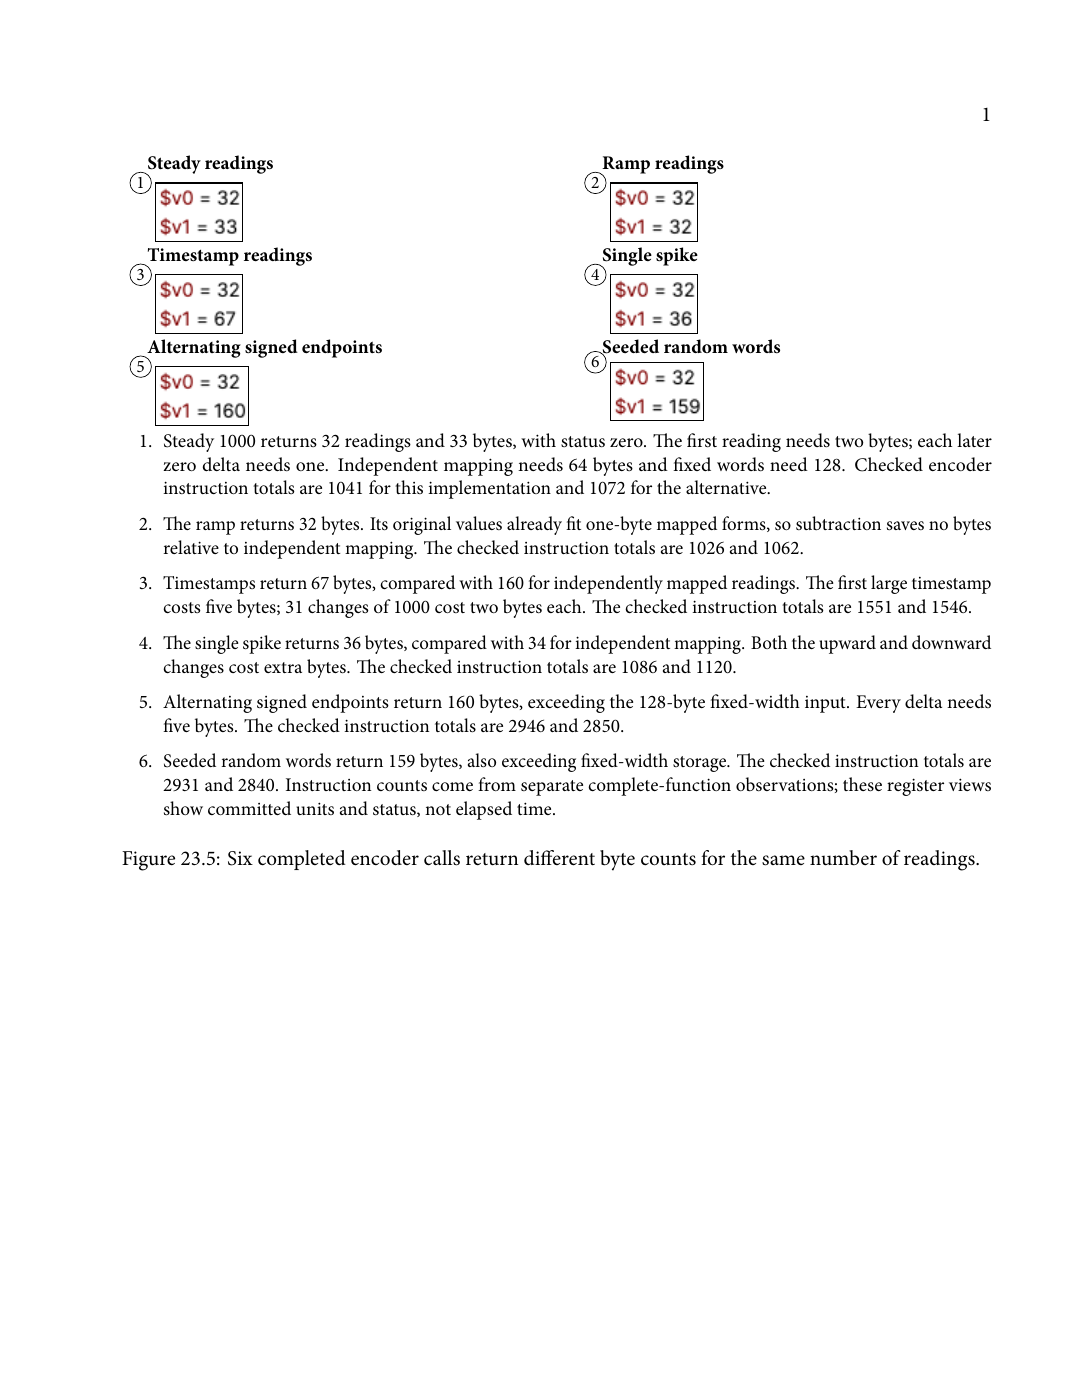 1
Steady readings
1
$v0 = 32
$v1 = 33
Ramp readings
2
$v0 = 32
$v1 = 32
Timestamp readings
3
$v0 = 32
$v1 = 67
Single spike
4
$v0 = 32
$v1 = 36
Alternating signed endpoints
5
$v0 = 32
$v1 = 160
Seeded random words
6
$v0 = 32
$v1 = 159
1. Steady 1000 returns 32 readings and 33 bytes, with status zero. The first reading needs two bytes; each later
zero delta needs one. Independent mapping needs 64 bytes and fixed words need 128. Checked encoder
instruction totals are 1041 for this implementation and 1072 for the alternative.
2. The ramp returns 32 bytes. Its original values already fit one-byte mapped forms, so subtraction saves no bytes
relative to independent mapping. The checked instruction totals are 1026 and 1062.
3. Timestamps return 67 bytes, compared with 160 for independently mapped readings. The first large timestamp
costs five bytes; 31 changes of 1000 cost two bytes each. The checked instruction totals are 1551 and 1546.
4. The single spike returns 36 bytes, compared with 34 for independent mapping. Both the upward and downward
changes cost extra bytes. The checked instruction totals are 1086 and 1120.
5. Alternating signed endpoints return 160 bytes, exceeding the 128-byte fixed-width input. Every delta needs
five bytes. The checked instruction totals are 2946 and 2850.
6. Seeded random words return 159 bytes, also exceeding fixed-width storage. The checked instruction totals are
2931 and 2840. Instruction counts come from separate complete-function observations; these register views
show committed units and status, not elapsed time.
Figure 23.5: Six completed encoder calls return different byte counts for the same number of readings.